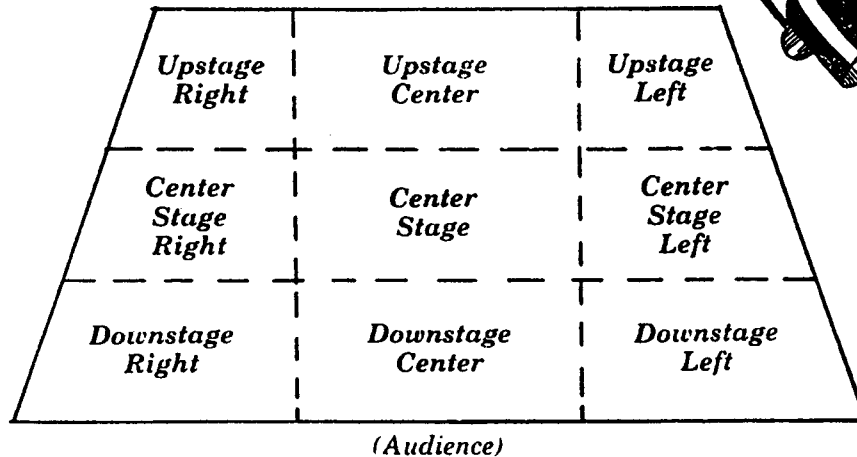 Upstage
Right
Upstage
Center
Upstage
Left
Center
Stage
Right
Center
Stage
Center
Stage
Left
Downstage
Right
Downstage
Center
Downstage
Left
(Audience)